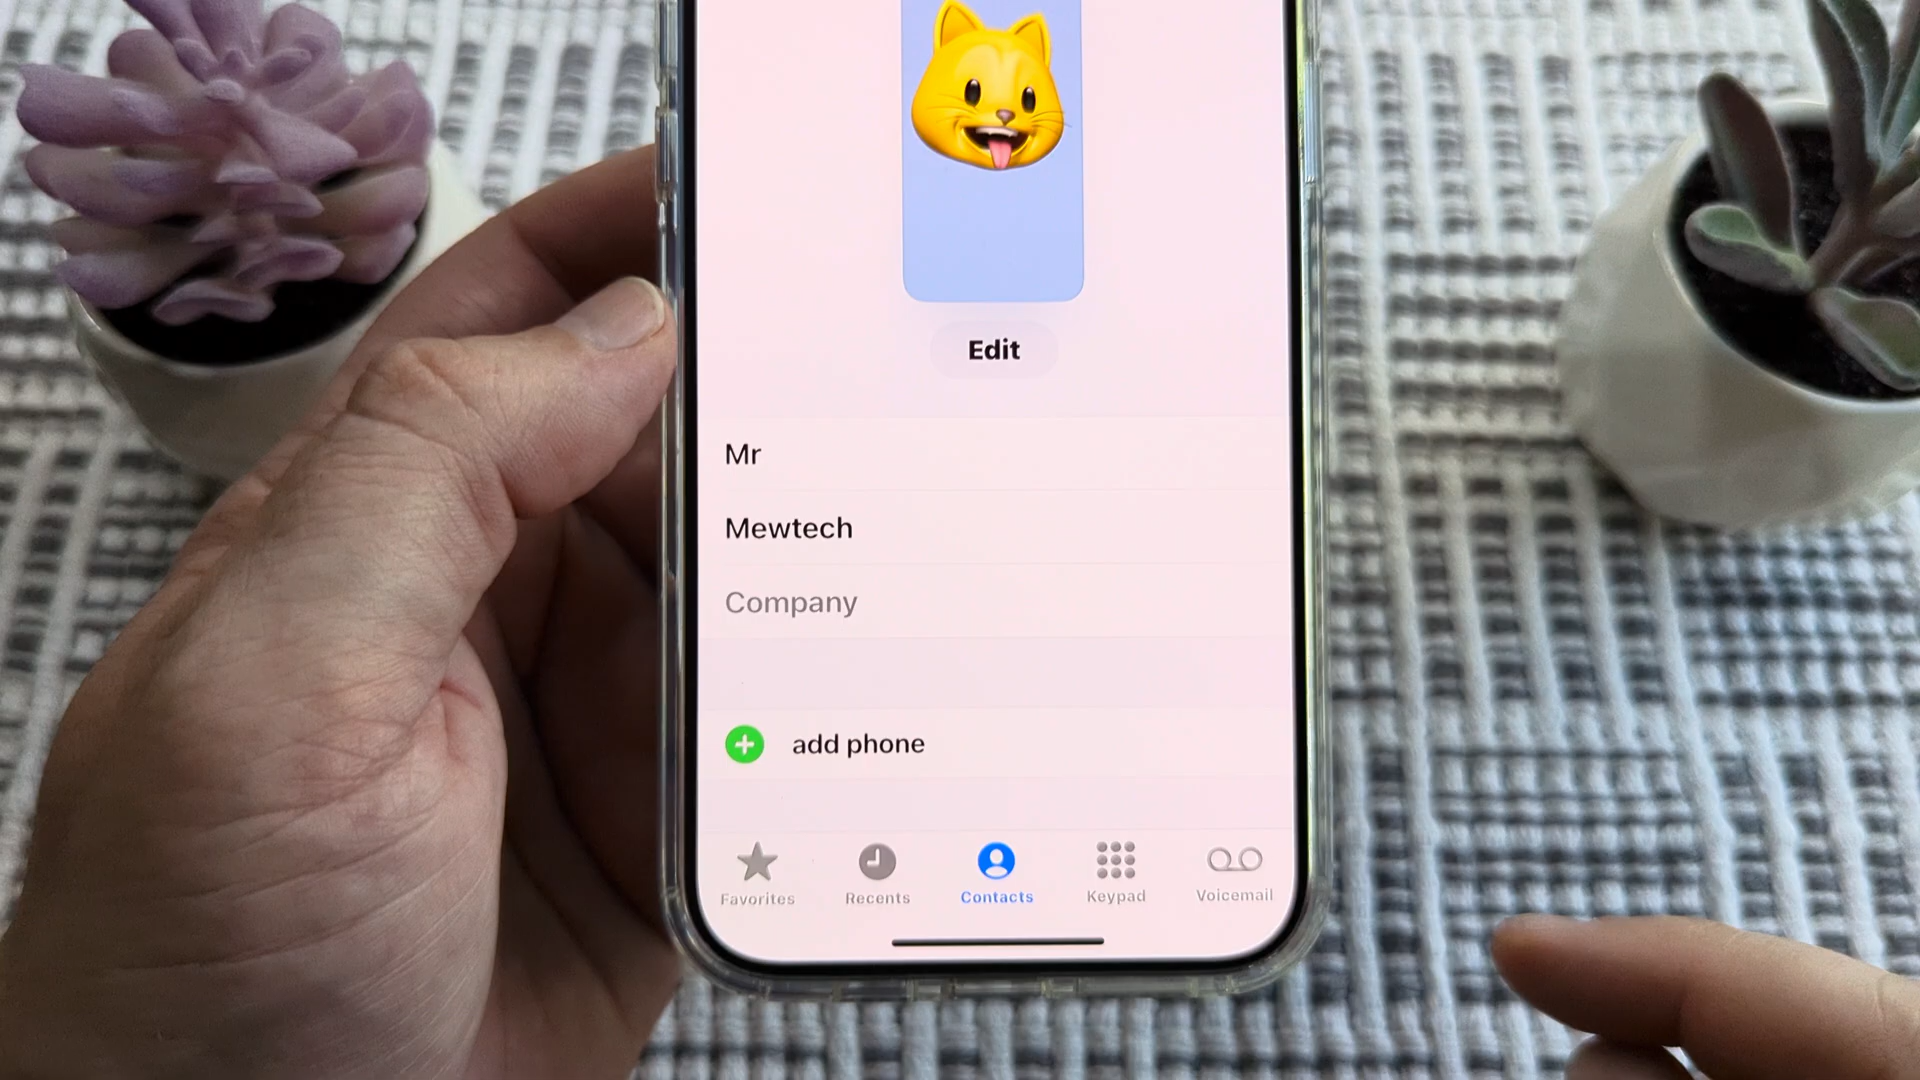 Edit
Mr
Mewtech
Company
add phone
Favorites
Recents
Contacts
Keypad
Voicemail